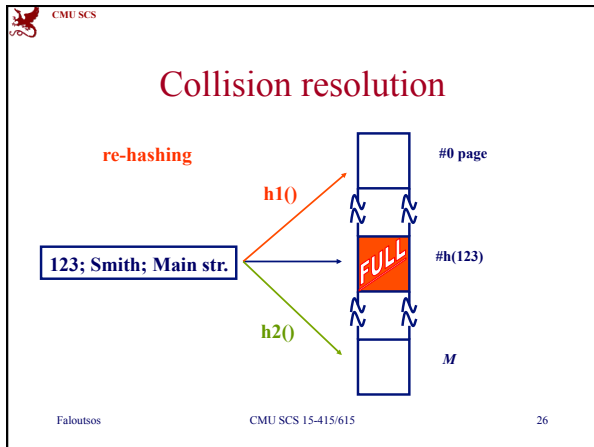 CMU SCS
Collision resolution
re-hashing
#0 page
h1()
123; Smith; Main str.
FULL
#h(123)
h2()
M
Faloutsos
CMU SCS 15-415/615
26